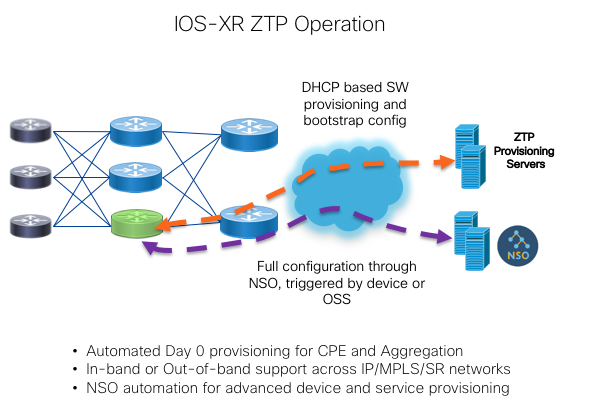 IOS-XR ZTP Operation
DHCP based SW
provisioning and
bootstrap config
ZTP
Provisioning
Servers
NSO
Full configuration through
NSO, triggered by device or
OSS
• Automated Day 0 provisioning for CPE and Aggregation
• In-band or Out-of-band support across IP/MPLS/SR networks
• NSO automation for advanced device and service provisioning